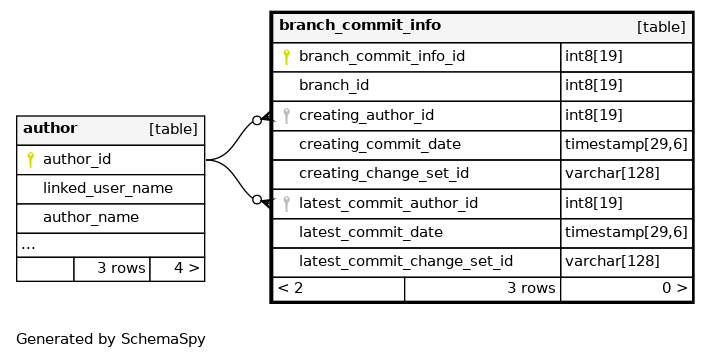 branch_commit_info [table]
branch_commit_info_id int8[19]
branch_id int8[19]
creating_author_id int8[19]
creating_commit_date timestamp[29,6]
creating_change_set_id varchar[128]
latest_commit_author_id int8[19]
latest_commit_date timestamp[29,6]
latest_commit_change_set_id varchar[128]
< 2 3 rows 0 >
author [table]
author_id
linked_user_name
author_name
...
3 rows 4 >
Generated by SchemaSpy